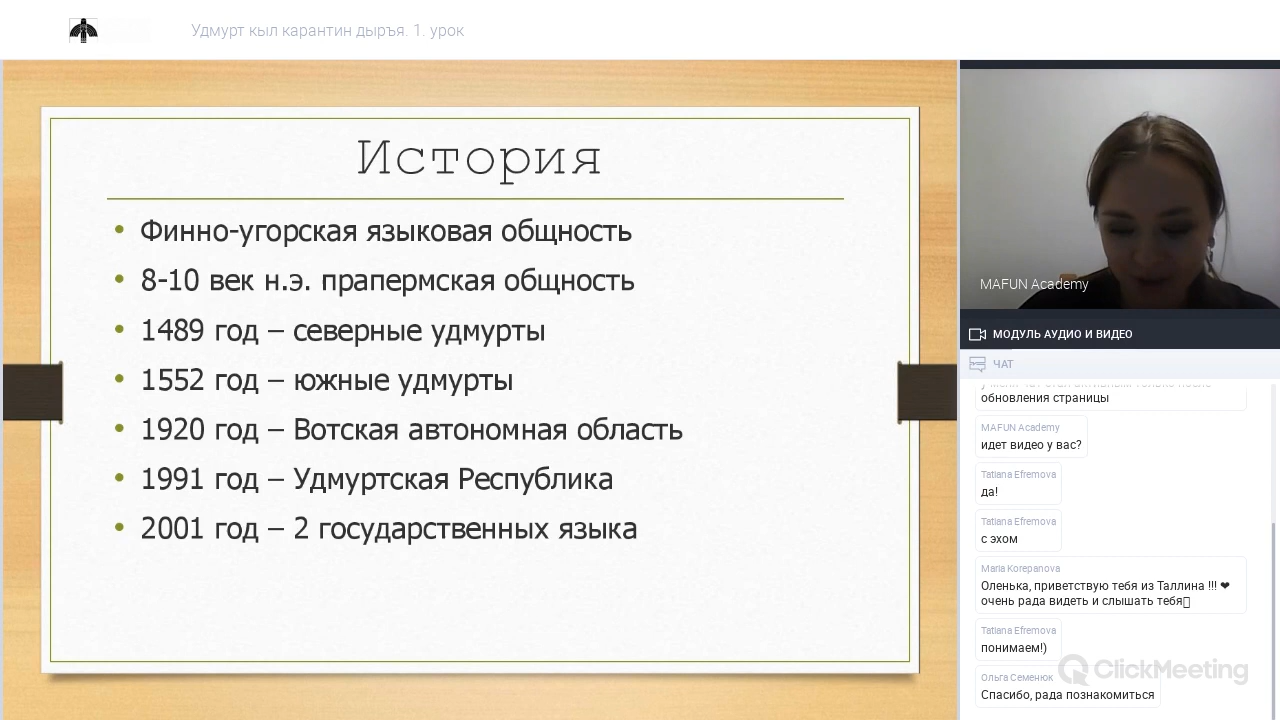 Удмурт кыл карантин дыръя. 1. урок
История
• Финно-угорская языковая общность
• 8-10 век н.э. прапермская общность
• 1489 год – северные удмурты
• 1552 год – южные удмурты
• 1920 год – Вотская автономная область
• 1991 год – Удмуртская Республика
• 2001 год – 2 государственных языка
MAFUN Academy
МОДУЛЬ АУДИО И ВИДЕО
ЧАТ
обновления страницы
MAFUN Academy
идет видео у вас?
Tatiana Efremova
да!
Tatiana Efremova
с эхом
Maria Korepanova
Оленька, приветствую тебя из Таллина !!! ❤
очень рада видеть и слышать тебя
Tatiana Efremova
понимаем!)
Ольга Семенюк
Спасибо, рада познакомиться
ClickMeeting